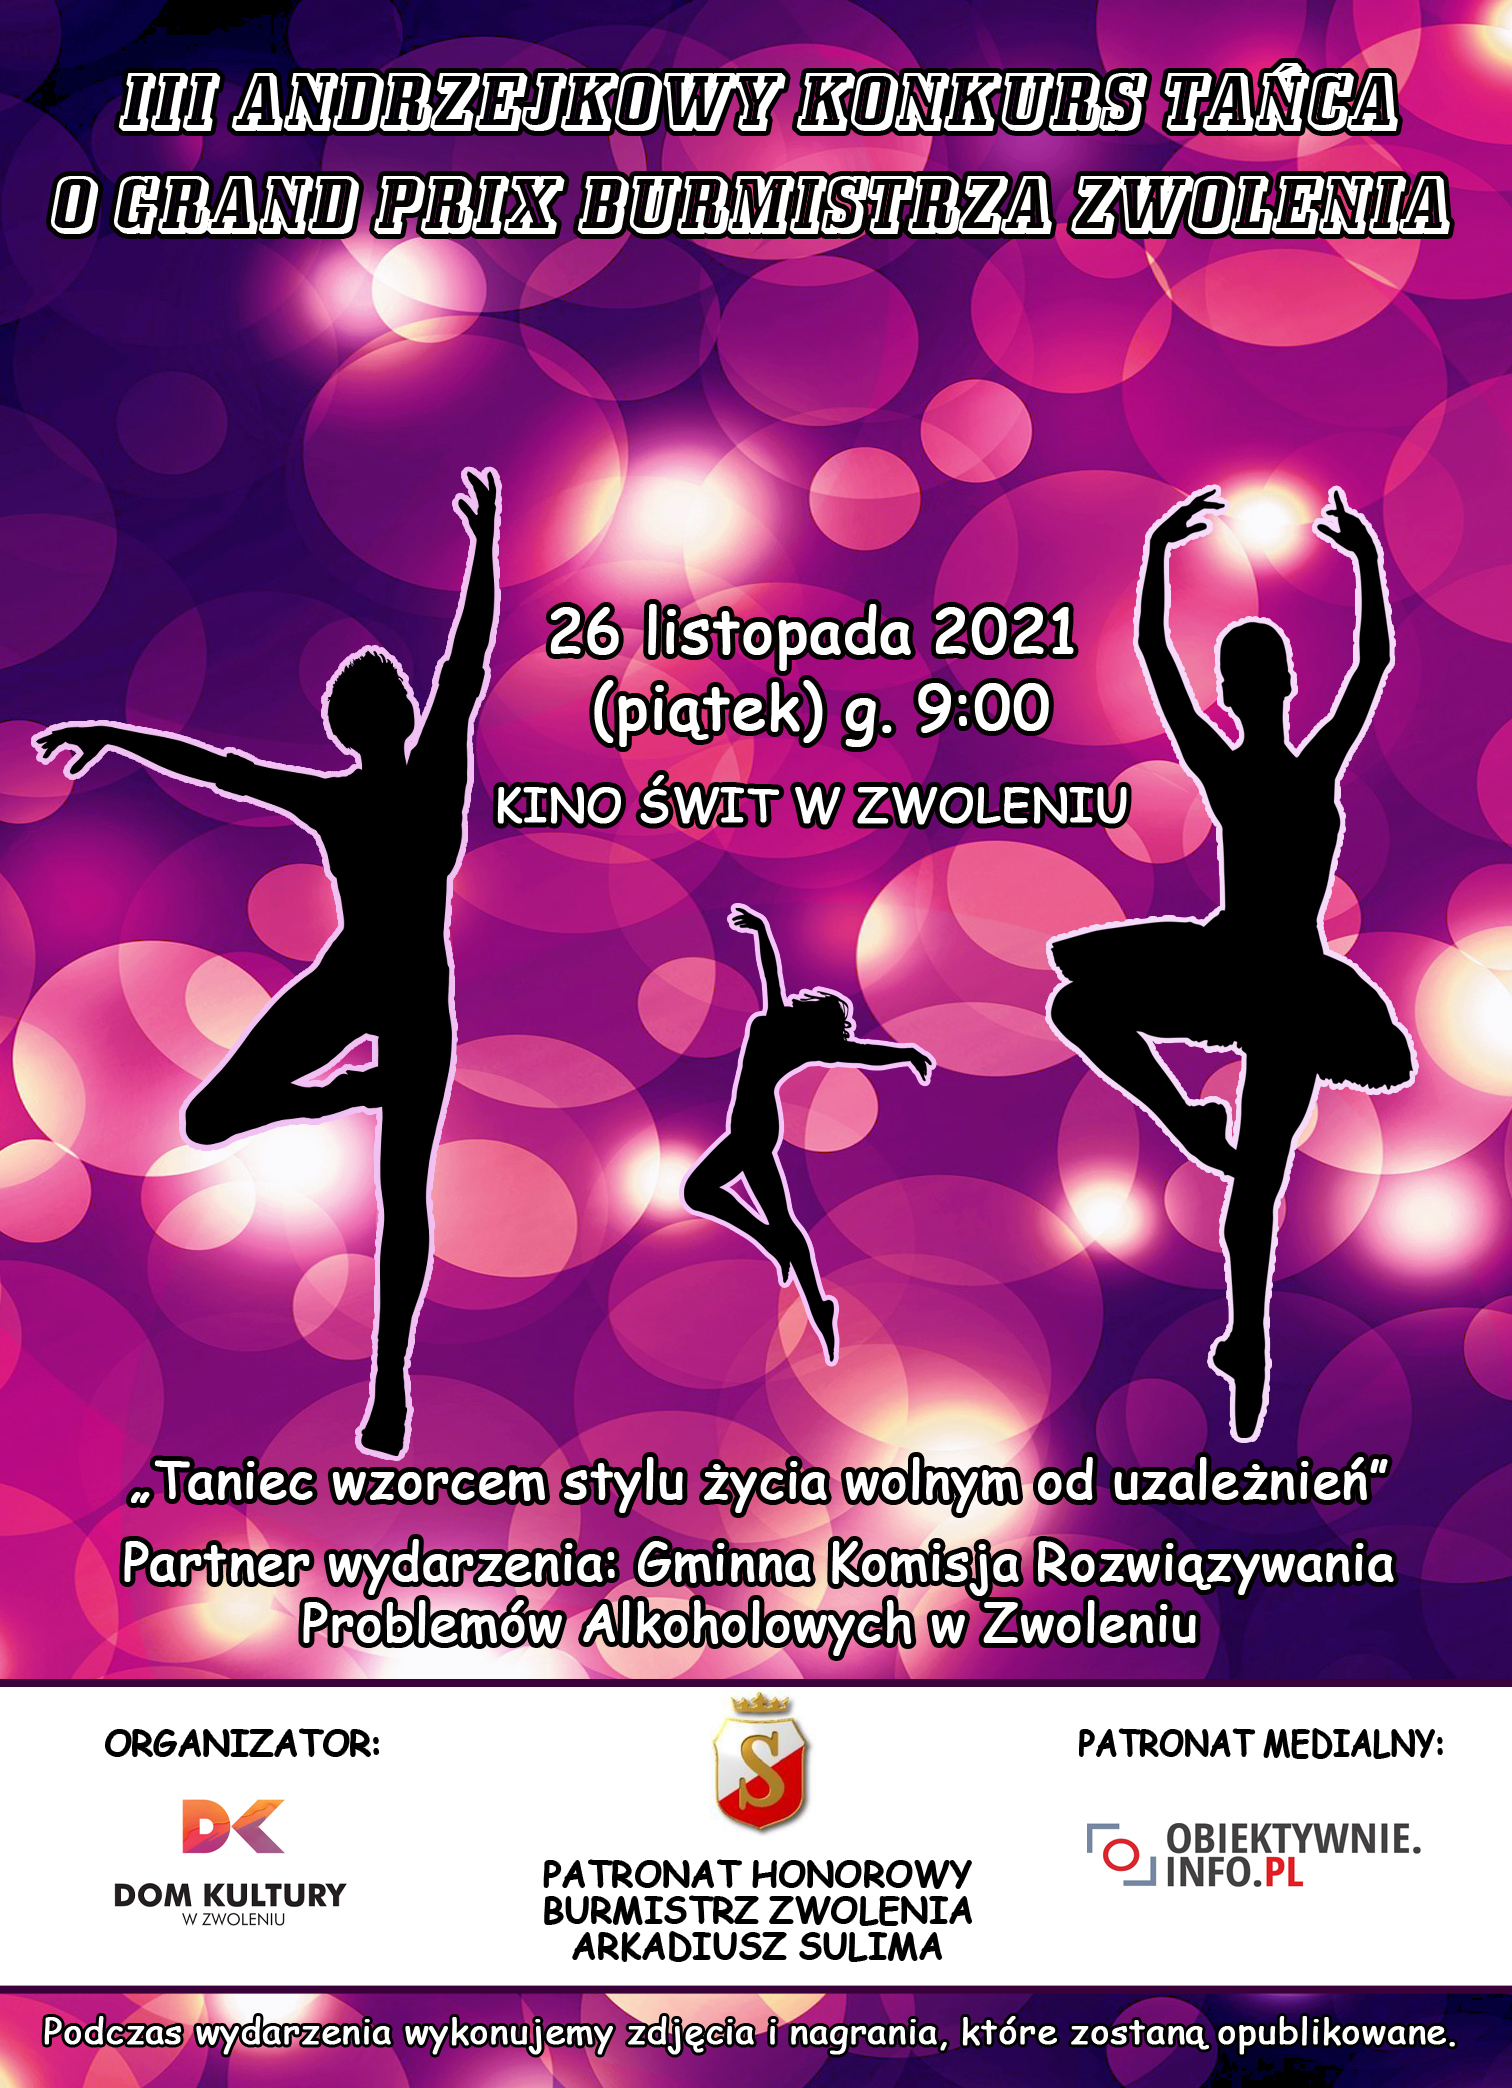 III ANDRZEJKOWY KONKURS TAŃCA
O GRAND PRIX BURMISTRZA ZWOLENIA
26 listopada 2021
(piątek) g. 9:00
KINO ŚWIT W ZWOLENIU
„Taniec wzorcem stylu życia wolnym od uzależnień”
Partner wydarzenia: Gminna Komisja Rozwiązywania
Problemów Alkoholowych w Zwoleniu
ORGANIZATOR:
DK
DOM KULTURY
W ZWOLENIU
S
PATRONAT HONOROWY
BURMISTRZ ZWOLENIA
ARKADIUSZ SULIMA
PATRONAT MEDIALNY:
OBIEKTYWNIE.
INFO.PL
Podczas wydarzenia wykonujemy zdjęcia i nagrania, które zostaną opublikowane.